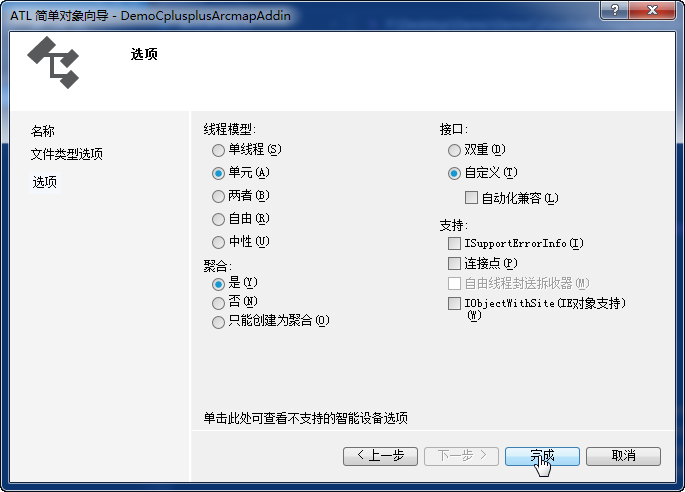 ATL 简单对象向导 - DemoCplusplusArcmapAddin
选项
名称
文件类型选项
选项
线程模型:
单线程(S)
单元(A)
两者(B)
自由(R)
中性(U)
聚合:
是(Y)
否(N)
只能创建为聚合(O)
接口:
双重(D)
自定义(T)
自动化兼容(L)
支持:
ISupportErrorInfo(I)
连接点(P)
自由线程封送拆收器(M)
IObjectWithSite(IE对象支持)
(W)
单击此处可查看不支持的智能设备选项
< 上一步
下一步 >
完成
取消